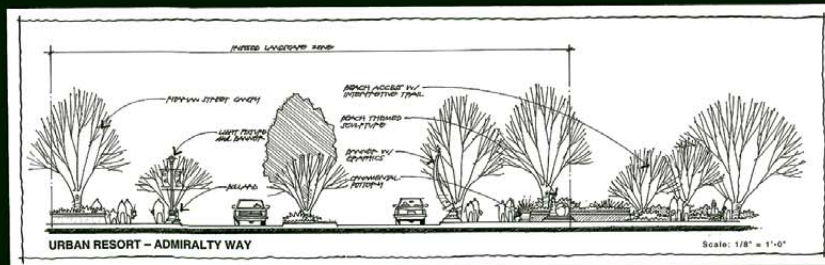 LANDSCAPE ZONE
STREET CANOPY
LIGHT FIXTURE
AND BANNER
BOLLARD
BEACH ACCESS W/
INTERPRETIVE TRAIL
BEACH THEMED
SCULPTURE
BANNER W/
GRAPHICS
ORNAMENTAL
POTTERY
URBAN RESORT – ADMIRALTY WAY
Scale: 1/8" = 1'-0"